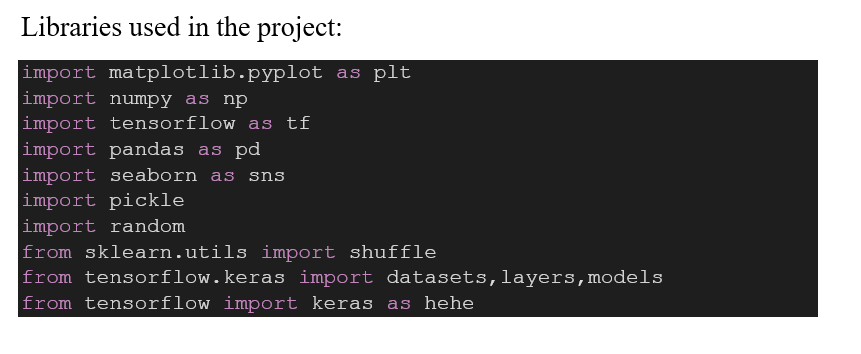 Libraries used in the project:
import matplotlib.pyplot as plt
import numpy as np
import tensorflow as tf
import pandas as pd
import seaborn as sns
import pickle
import random
from sklearn.utils import shuffle
from tensorflow.keras import datasets,layers,models
from tensorflow import keras as hehe